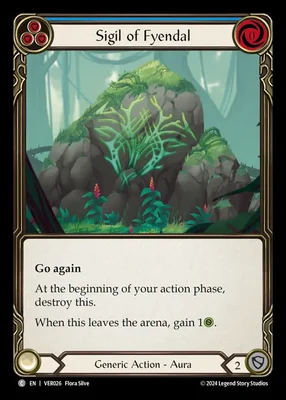 Sigil of Fyendal
Go again
At the beginning of your action phase,
destroy this.
When this leaves the arena, gain 1
Generic Action - Aura
2
C EN | VER026 Flora Silve
© 2024 Legend Story Studios